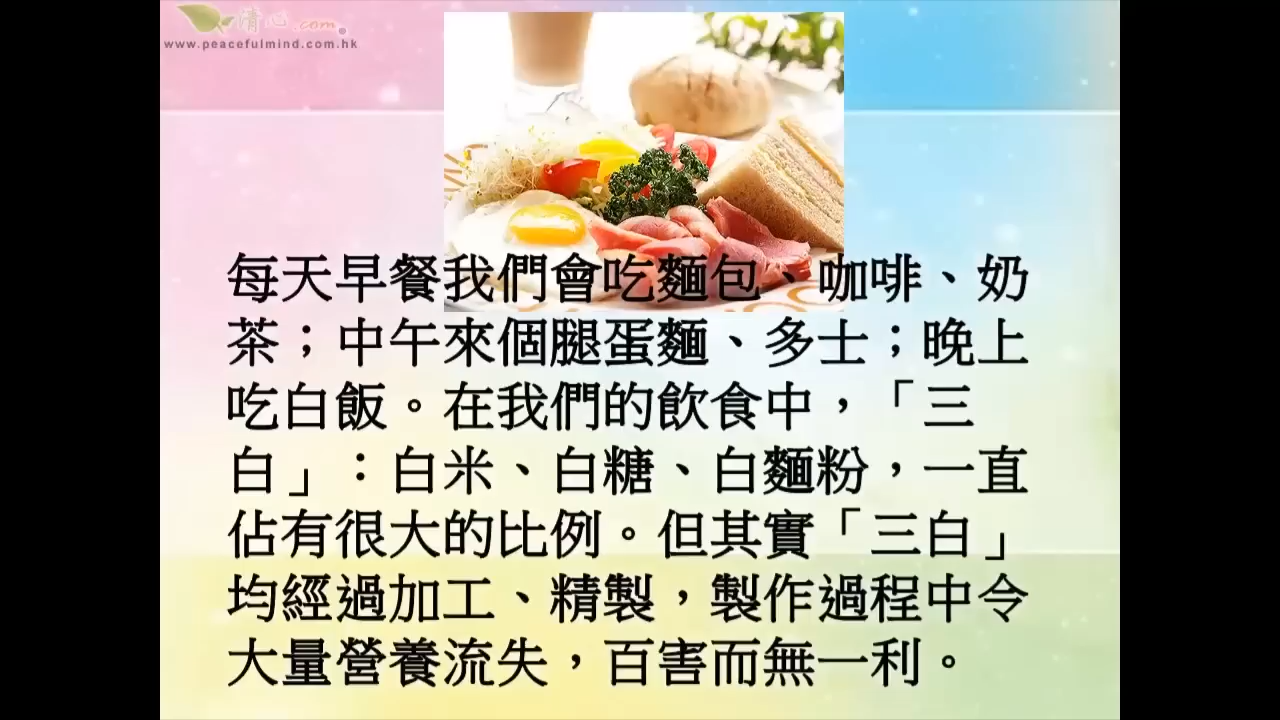 清心.com
www.peacefulmind.com.hk
每天早餐我們會吃麵包、咖啡、奶
茶；中午來個腿蛋麵、多士；晚上
吃白飯。在我們的飲食中，「三
白」：白米、白糖、白麵粉，一直
佔有很大的比例。但其實「三白」
均經過加工、精製，製作過程中令
大量營養流失，百害而無一利。